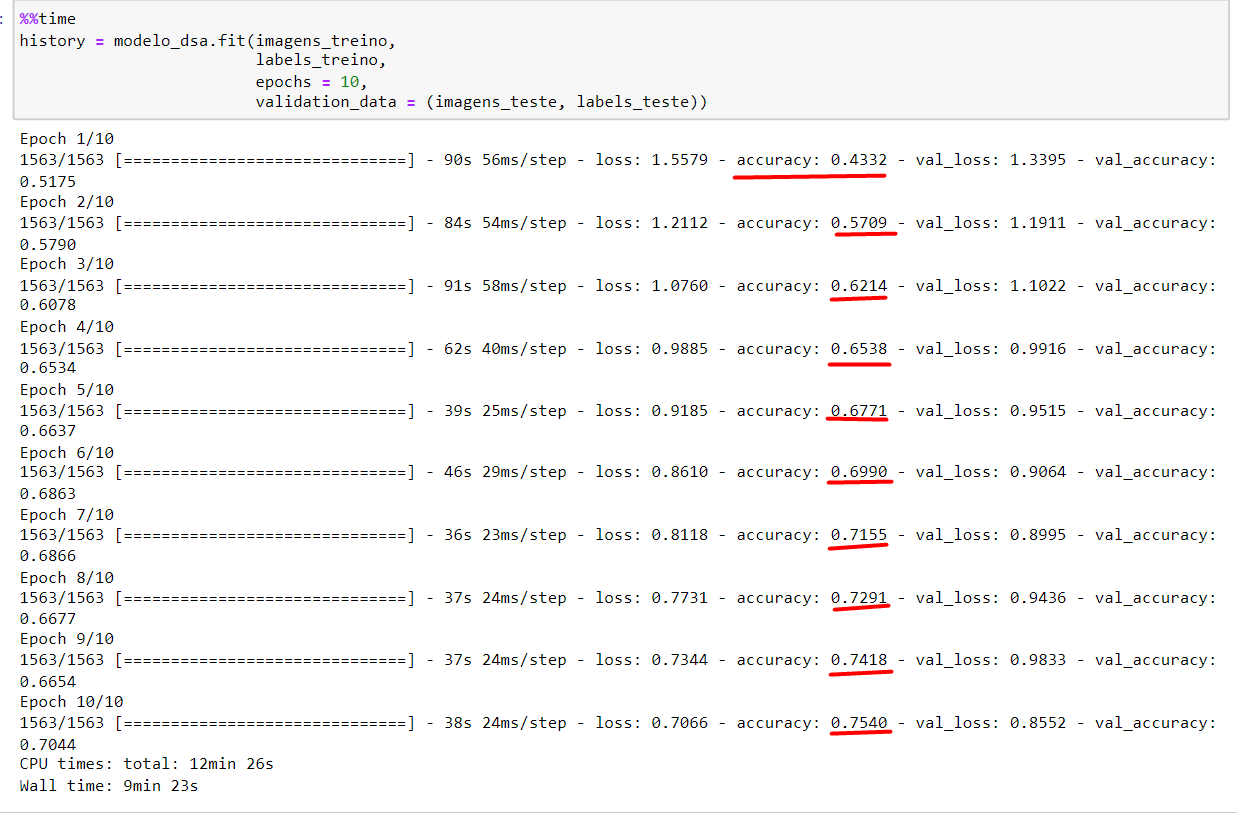 %%time
history = modelo_dsa.fit(imagens_treino,
labels_treino,
epochs = 10,
validation_data = (imagens_teste, labels_teste))
Epoch 1/10
1563/1563 [==============================] - 90s 56ms/step - loss: 1.5579 - accuracy: 0.4332 - val_loss: 1.3395 - val_accuracy:
0.5175
Epoch 2/10
1563/1563 [==============================] - 84s 54ms/step - loss: 1.2112 - accuracy: 0.5709 - val_loss: 1.1911 - val_accuracy:
0.5790
Epoch 3/10
1563/1563 [==============================] - 91s 58ms/step - loss: 1.0760 - accuracy: 0.6214 - val_loss: 1.1022 - val_accuracy:
0.6078
Epoch 4/10
1563/1563 [==============================] - 62s 40ms/step - loss: 0.9885 - accuracy: 0.6538 - val_loss: 0.9916 - val_accuracy:
0.6534
Epoch 5/10
1563/1563 [==============================] - 39s 25ms/step - loss: 0.9185 - accuracy: 0.6771 - val_loss: 0.9515 - val_accuracy:
0.6637
Epoch 6/10
1563/1563 [==============================] - 46s 29ms/step - loss: 0.8610 - accuracy: 0.6990 - val_loss: 0.9064 - val_accuracy:
0.6863
Epoch 7/10
1563/1563 [==============================] - 36s 23ms/step - loss: 0.8118 - accuracy: 0.7155 - val_loss: 0.8995 - val_accuracy:
0.6866
Epoch 8/10
1563/1563 [==============================] - 37s 24ms/step - loss: 0.7731 - accuracy: 0.7291 - val_loss: 0.9436 - val_accuracy:
0.6677
Epoch 9/10
1563/1563 [==============================] - 37s 24ms/step - loss: 0.7344 - accuracy: 0.7418 - val_loss: 0.9833 - val_accuracy:
0.6654
Epoch 10/10
1563/1563 [==============================] - 38s 24ms/step - loss: 0.7066 - accuracy: 0.7540 - val_loss: 0.8552 - val_accuracy:
0.7044
CPU times: total: 12min 26s
Wall time: 9min 23s